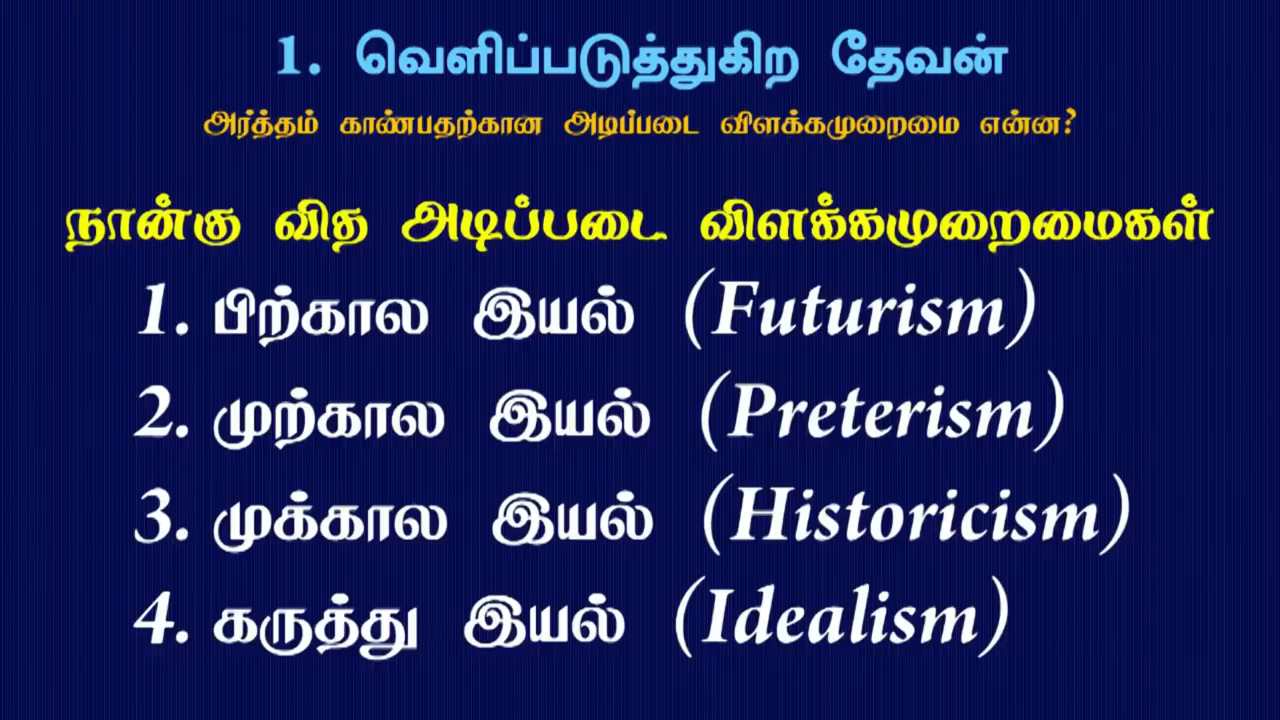 1. வெளிப்படுத்துகிற தேவன்
அர்த்தம் காண்பதற்கான அடிப்படை விளக்கமுறைமை என்ன?
நான்கு வித அடிப்படை விளக்கமுறைமைகள்
1. பிற்கால இயல் (Futurism)
2. முற்கால இயல் (Preterism)
3. முக்கால இயல் (Historicism)
4. கருத்து இயல் (Idealism)